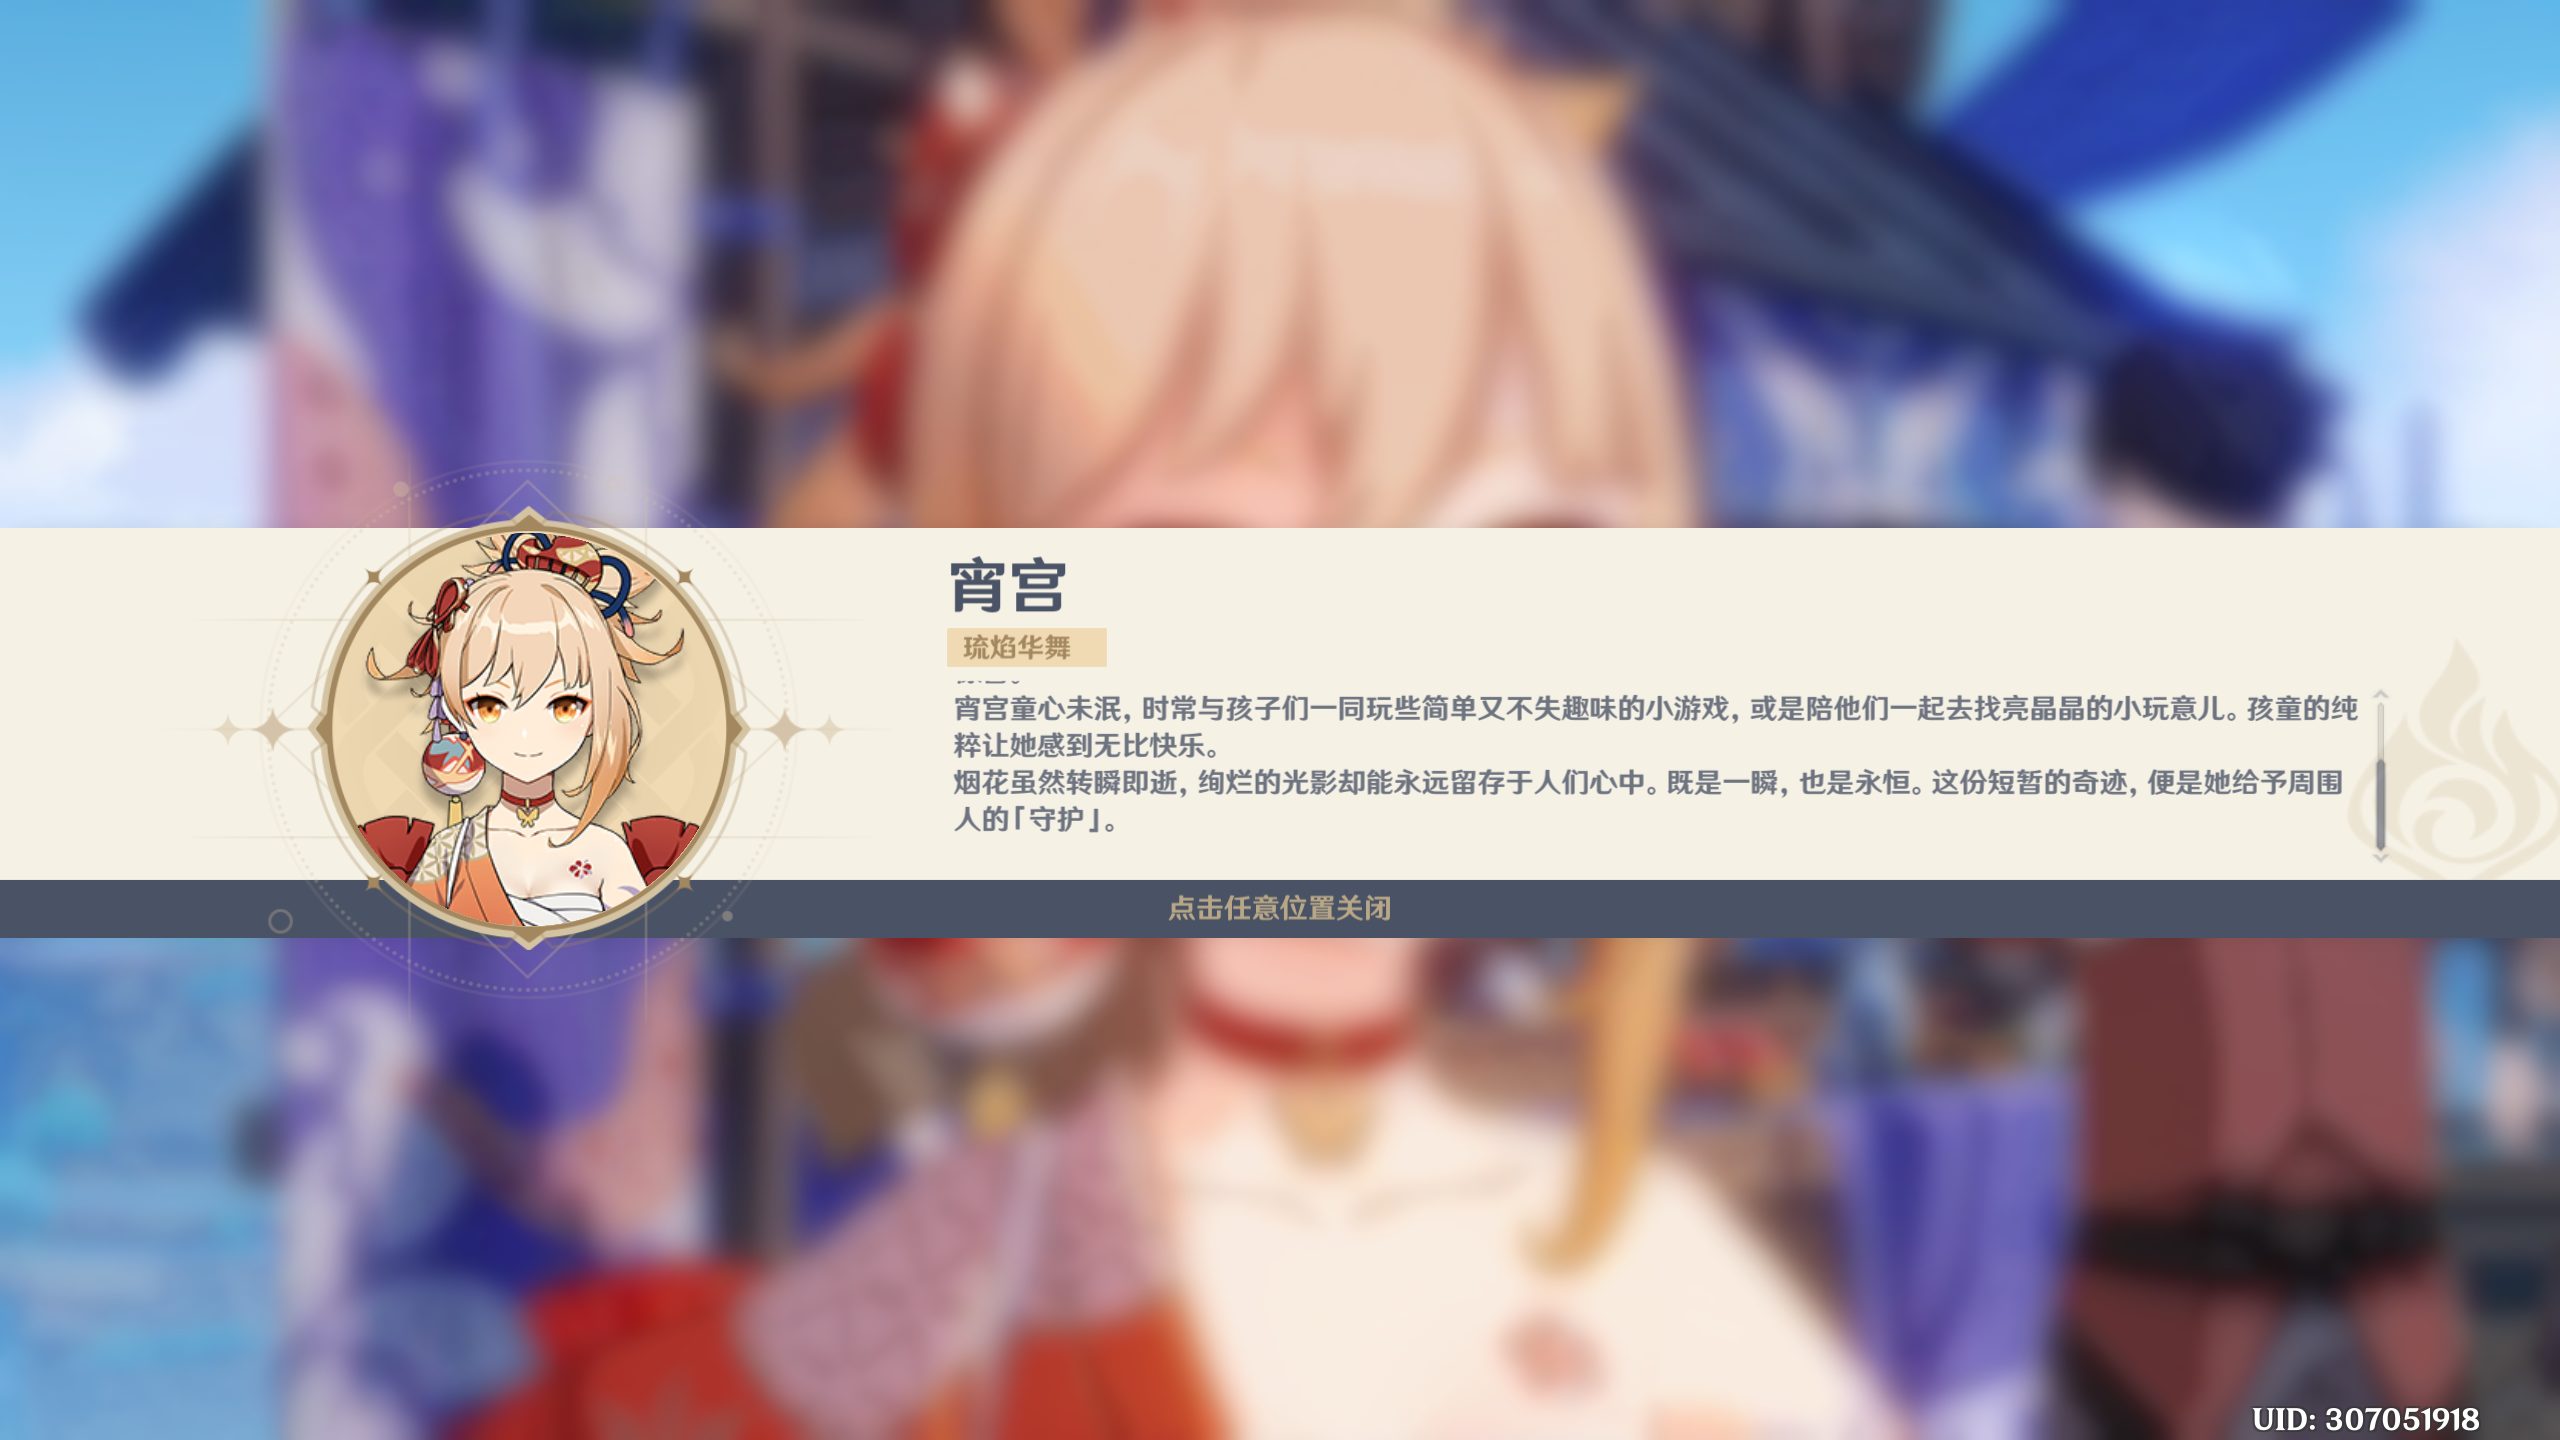 宵宫
琉焰华舞
宵宫童心未泯，时常与孩子们一同玩些简单又不失趣味的小游戏，或是陪他们一起去找亮晶晶的小玩意儿。孩童的纯
粹让她感到无比快乐。
烟花虽然转瞬即逝，绚烂的光影却能永远留存于人们心中。既是一瞬，也是永恒。这份短暂的奇迹，便是她给予周围
人的「守护」。
点击任意位置关闭
UID: 307051918